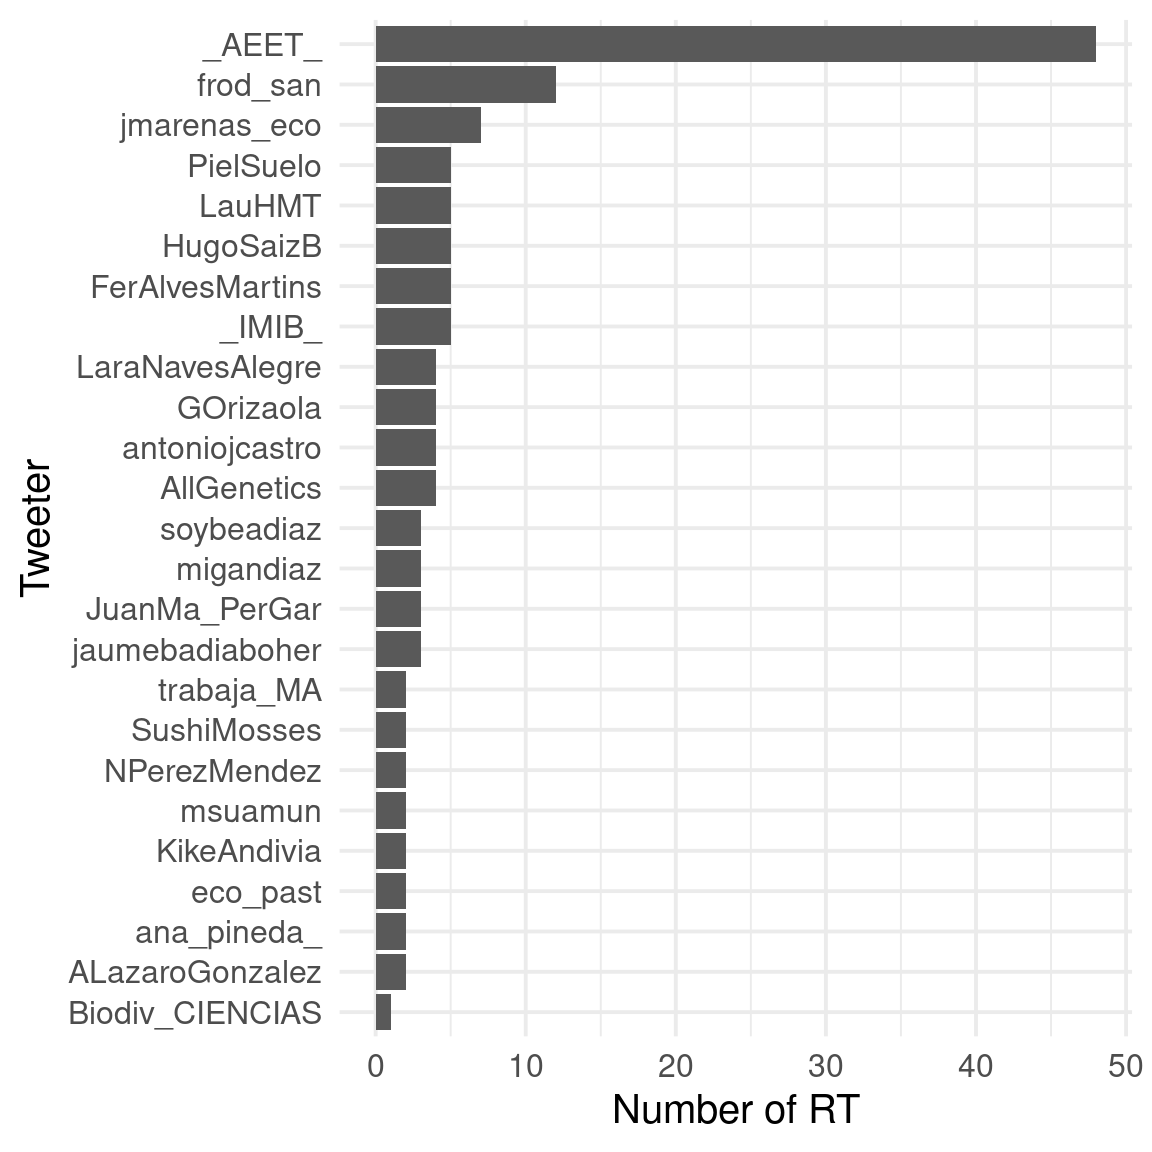 _AEET_
frod_san
jmarenas_eco
PielSuelo
LauHMT
HugoSaizB
FerAlvesMartins
_IMIB_
LaraNavesAlegre
GOrizaola
antoniojcastro
AllGenetics
soybeadiaz
migandiaz
JuanMa_PerGar
jaumebadiaboher
trabaja_MA
SushiMosses
NPerezMendez
msuamun
KikeAndivia
eco_past
ana_pineda_
ALazaroGonzalez
Biodiv_CIENCIAS
Tweeter
0 10 20 30 40 50
Number of RT